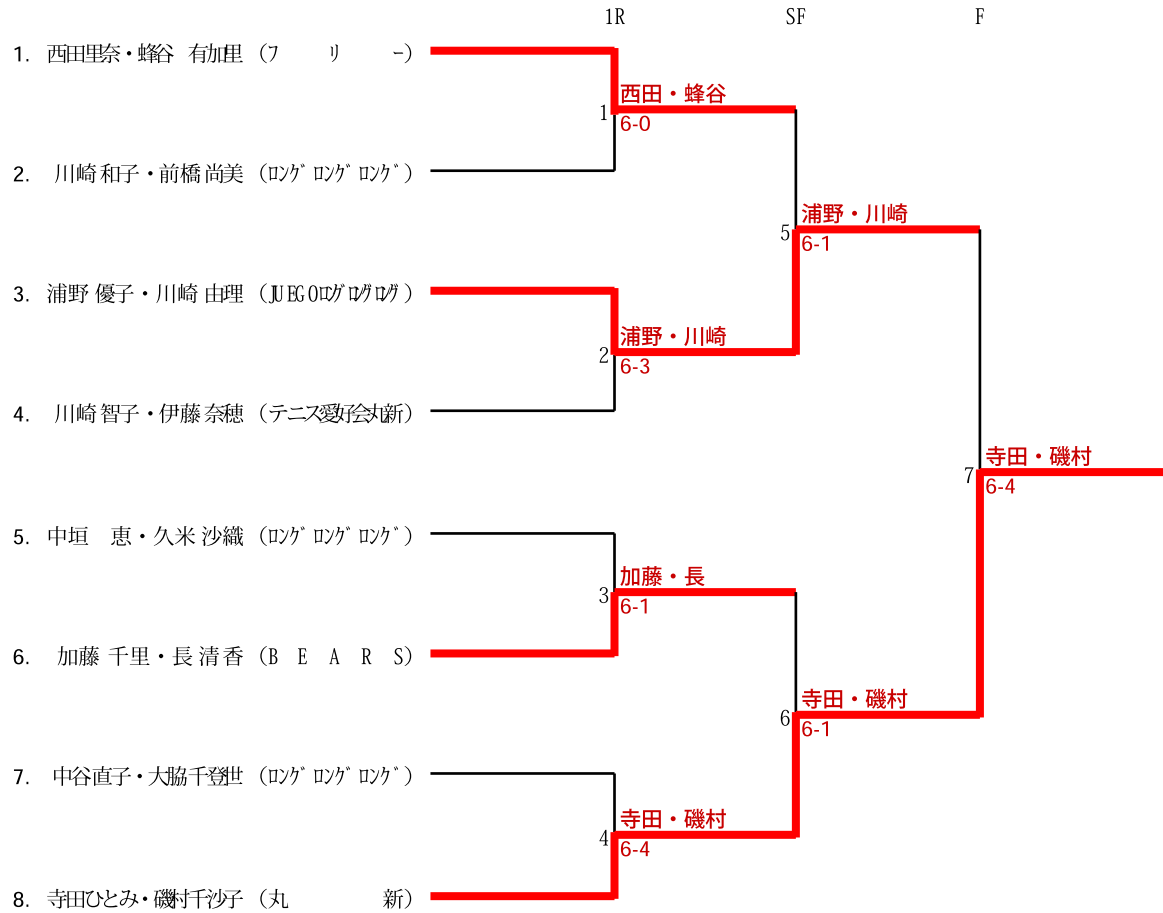 1R SF F
1. 西田里奈・蜂谷 有加里 (フ リ ー)
西田・蜂谷
1
6-0
2. 川崎 和子・前橋 尚美 (ﾛﾝｸﾞ ﾛﾝｸﾞ ﾛﾝｸﾞ)
浦野・川崎
5
6-1
3. 浦野 優子・川崎 由理 (JUEGOﾛﾝｸﾞﾛﾝｸﾞﾛﾝｸﾞ)
浦野・川崎
2
6-3
4. 川崎 智子・伊藤 奈穂 (テニス愛好会丸新)
寺田・磯村
7
6-4
5. 中垣 恵・久米 沙織 (ﾛﾝｸﾞ ﾛﾝｸﾞ ﾛﾝｸﾞ)
加藤・長
3
6-1
6. 加藤 千里・長 清香 (B E A R S)
寺田・磯村
6
6-1
7. 中谷直子・大脇千登世 (ﾛﾝｸﾞ ﾛﾝｸﾞ ﾛﾝｸﾞ)
寺田・磯村
4
6-4
8. 寺田ひとみ・磯村千沙子 (丸 新)